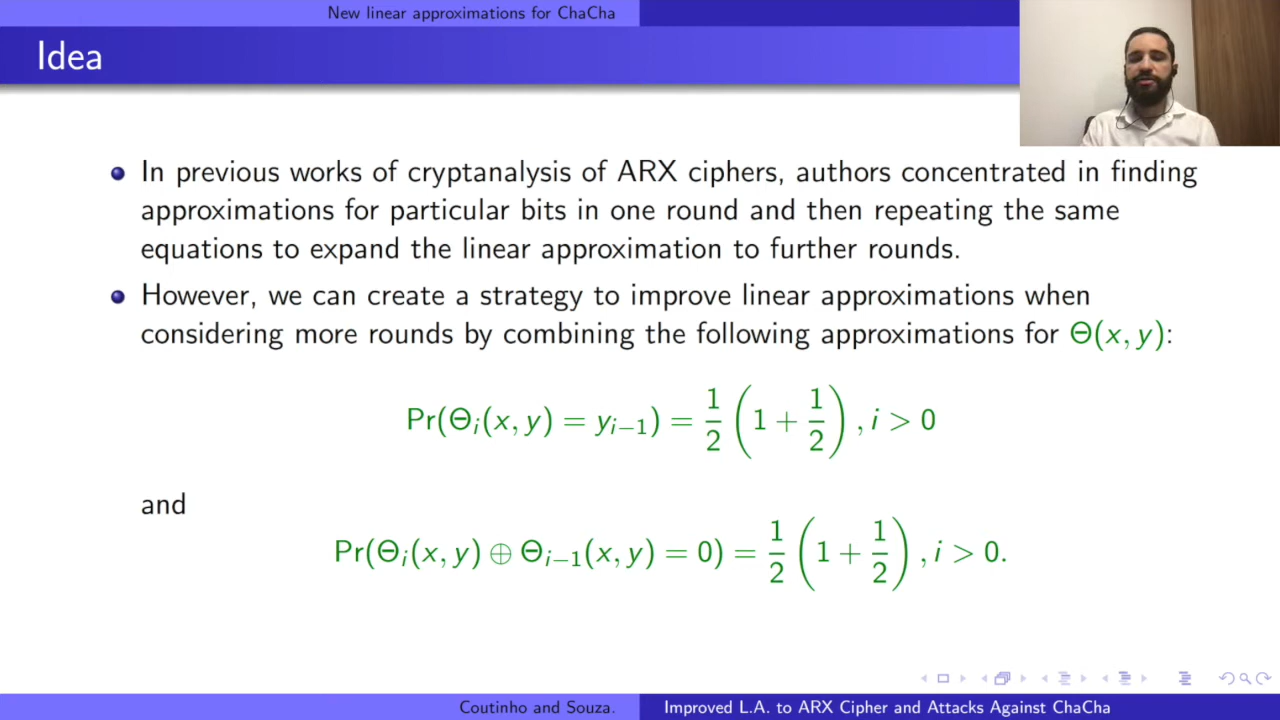 New linear approximations for ChaCha
Idea
In previous works of cryptanalysis of ARX ciphers, authors concentrated in finding
approximations for particular bits in one round and then repeating the same
equations to expand the linear approximation to further rounds.
However, we can create a strategy to improve linear approximations when
considering more rounds by combining the following approximations for Θ(x, y):
Pr(Θᵢ(x, y) = yᵢ₋₁) = 1/2 (1 + 1/2), i > 0
and
Pr(Θᵢ(x, y) ⊕ Θᵢ₋₁(x, y) = 0) = 1/2 (1 + 1/2), i > 0.
Coutinho and Souza. Improved L.A. to ARX Cipher and Attacks Against ChaCha